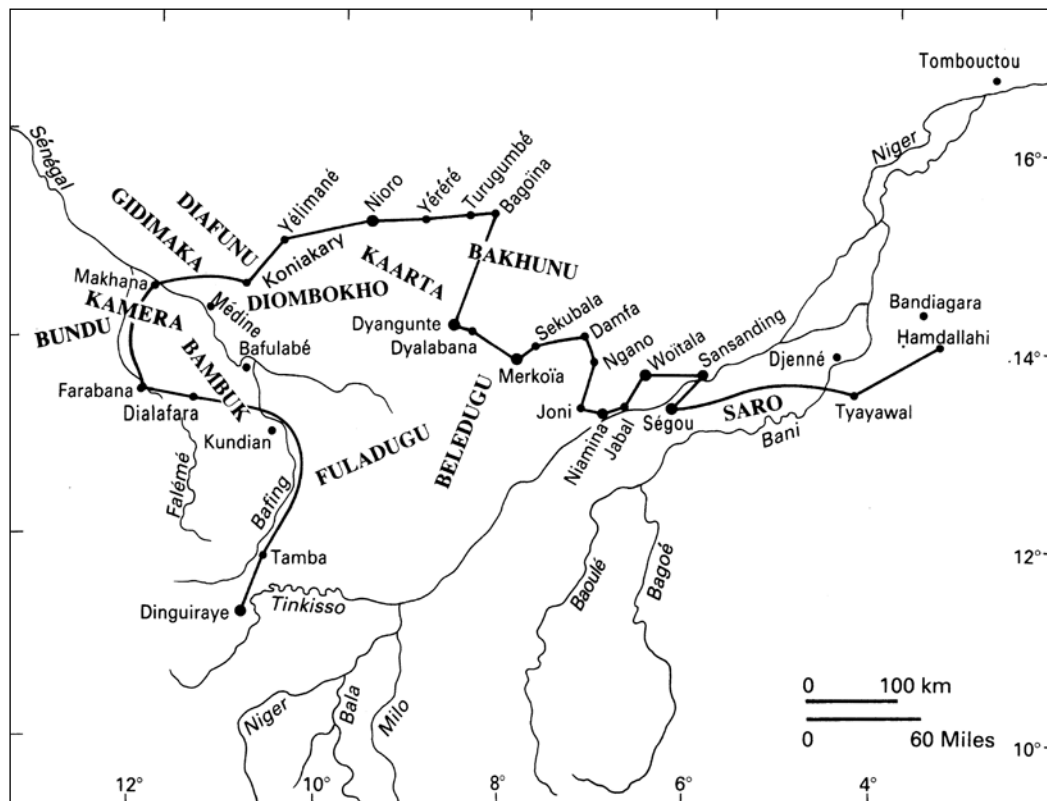 Tombouctou
Sénégal
Niger
16°
GIDIMAKA
DIAFUNU
Yélimané
Nioro
Yéréré
Turugumbé
Bagoïna
Koniakary
KAARTA
BAKHUNU
Makhana
KAMERA
Médine
DIOMBOKHO
BUNDU
BAMBUK
Bafulabé
Dyangunte
Dyalabana
Sekubala
Damfa
Bandiagara
Hamdallahi
14°
Merkoïa
Ngano
Woïtala
Sansanding
Djenné
Farabana
Dialafara
Kundian
FULADUGU
BELEDUGU
Joni
Niamina
Jabal
Ségou
SARO
Tyayawal
Bani
Falémé
Bafing
Tamba
12°
Baoulé
Bagoé
Dinguiraye
Tinkisso
Niger
Bala
Milo
0 100 km
0 60 Miles
10°
12° 10° 8° 6° 4°